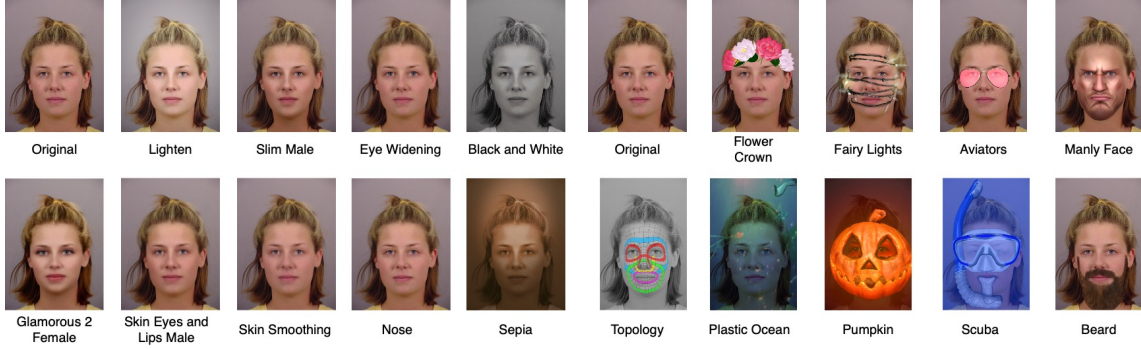 Original
Lighten
Slim Male
Eye Widening
Black and White
Original
Flower
Crown
Fairy Lights
Aviators
Manly Face
Glamorous 2
Female
Skin Eyes and
Lips Male
Skin Smoothing
Nose
Sepia
Topology
Plastic Ocean
Pumpkin
Scuba
Beard